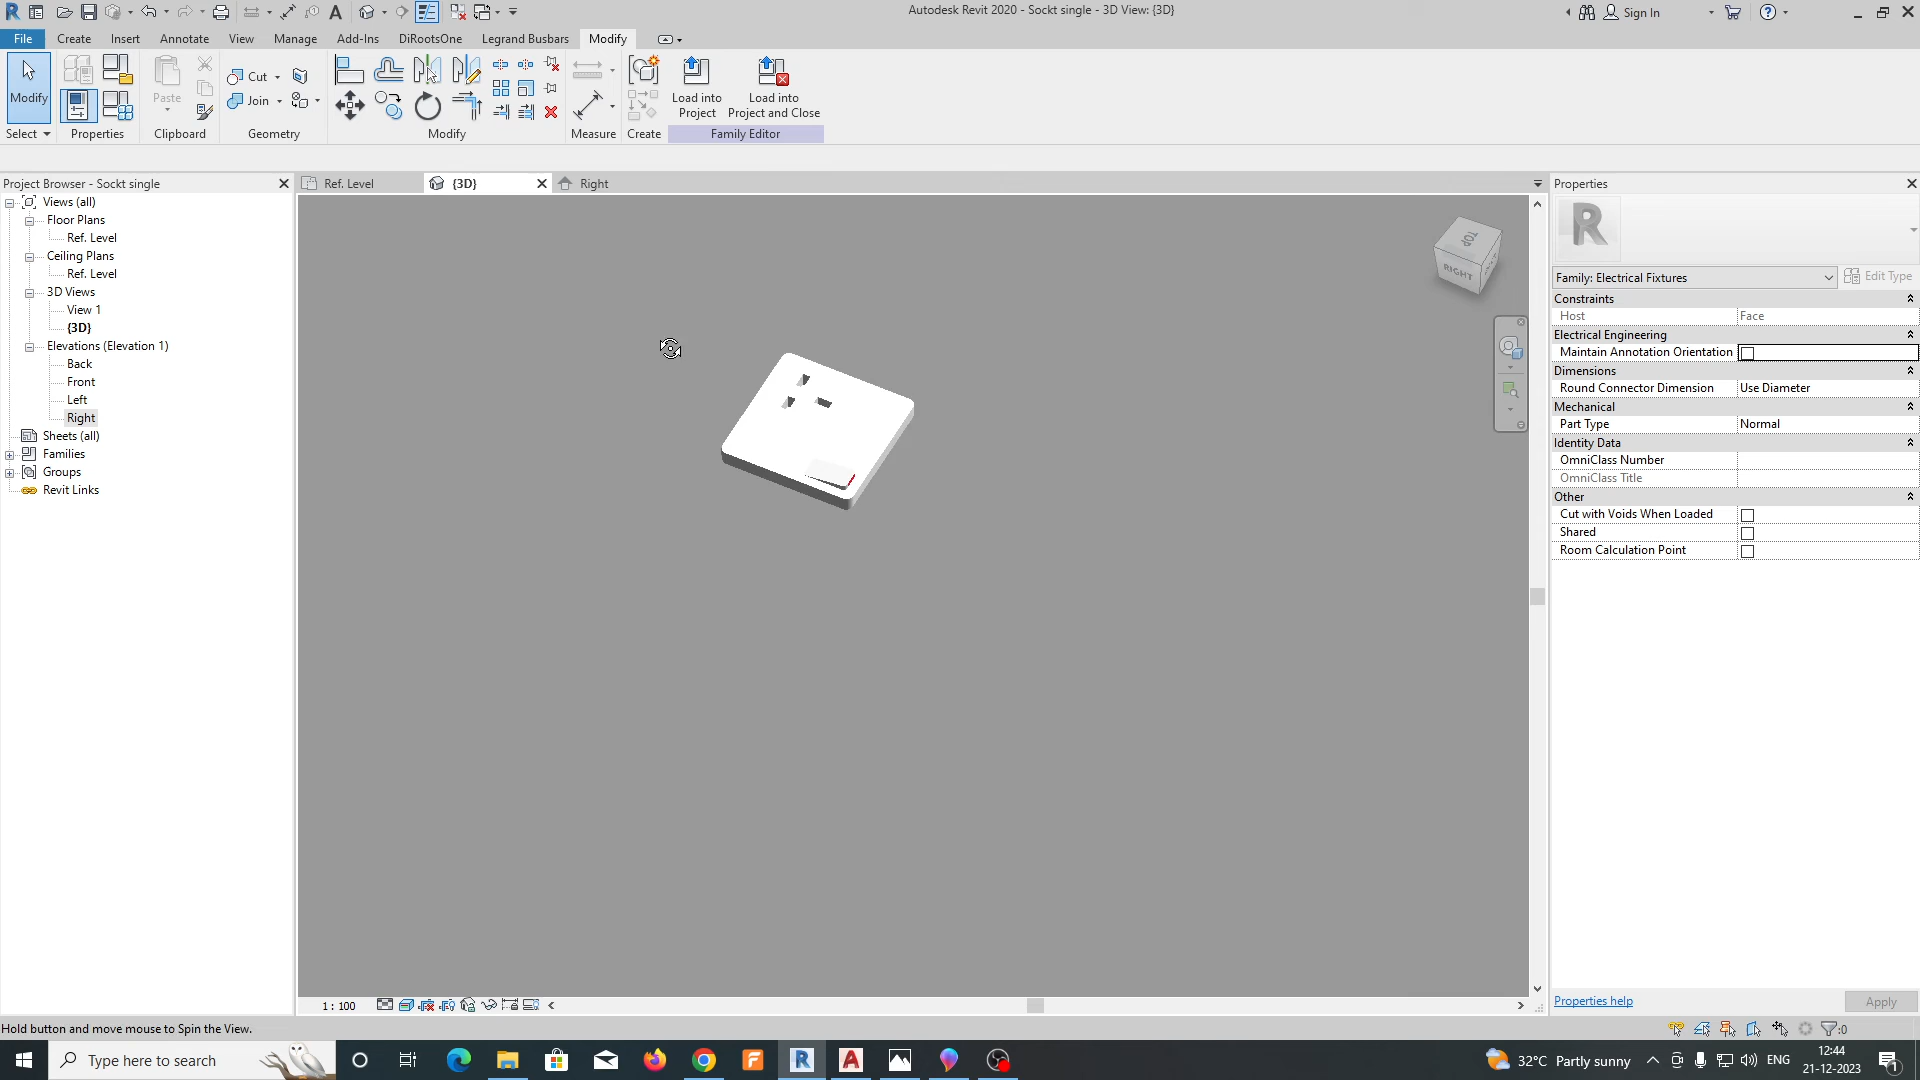 Autodesk Revit 2020 - Sockt single - 3D View: {3D}
Sign In
File Create Insert Annotate View Manage Add-Ins DiRootsOne Legrand Busbars Modify
Modify
Paste
Cut
Join
Load into Project
Load into Project and Close
Select Properties Clipboard Geometry Modify Measure Create Family Editor
Project Browser - Sockt single
Ref. Level
{3D}
Right
Properties
Views (all)
Floor Plans
Ref. Level
Ceiling Plans
Ref. Level
3D Views
View 1
{3D}
Elevations (Elevation 1)
Back
Front
Left
Right
Sheets (all)
Families
Groups
Revit Links
TOP
RIGHT
R
Family: Electrical Fixtures
Edit Type
Constraints
Host Face
Electrical Engineering
Maintain Annotation Orientation
Dimensions
Round Connector Dimension Use Diameter
Mechanical
Part Type Normal
Identity Data
OmniClass Number
OmniClass Title
Other
Cut with Voids When Loaded
Shared
Room Calculation Point
Properties help
Apply
1 : 100
Hold button and move mouse to Spin the View.
:0
Type here to search
32°C Partly sunny
ENG
12:44
21-12-2023
1